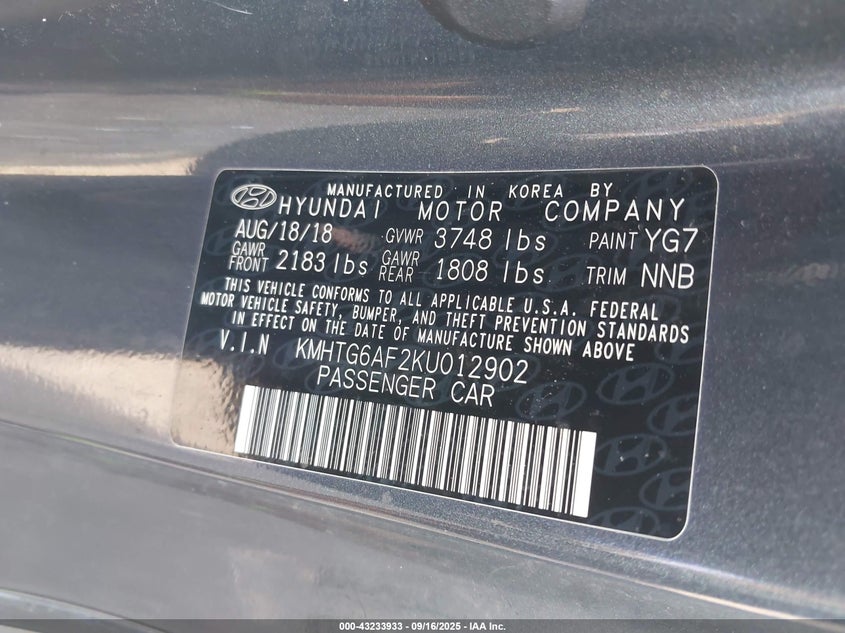 MANUFACTURED IN KOREA BY
HYUNDAI MOTOR COMPANY
AUG/18/18 GVWR 3748 lbs PAINT YG7
GAWR FRONT 2183 lbs GAWR REAR 1808 lbs TRIM NNB
THIS VEHICLE CONFORMS TO ALL APPLICABLE U.S.A. FEDERAL
MOTOR VEHICLE SAFETY, BUMPER, AND THEFT PREVENTION STANDARDS
IN EFFECT ON THE DATE OF MANUFACTURE SHOWN ABOVE
V.I.N KMHTG6AF2KU012902
PASSENGER CAR
000-43233933 - 09/16/2025 - IAA Inc.